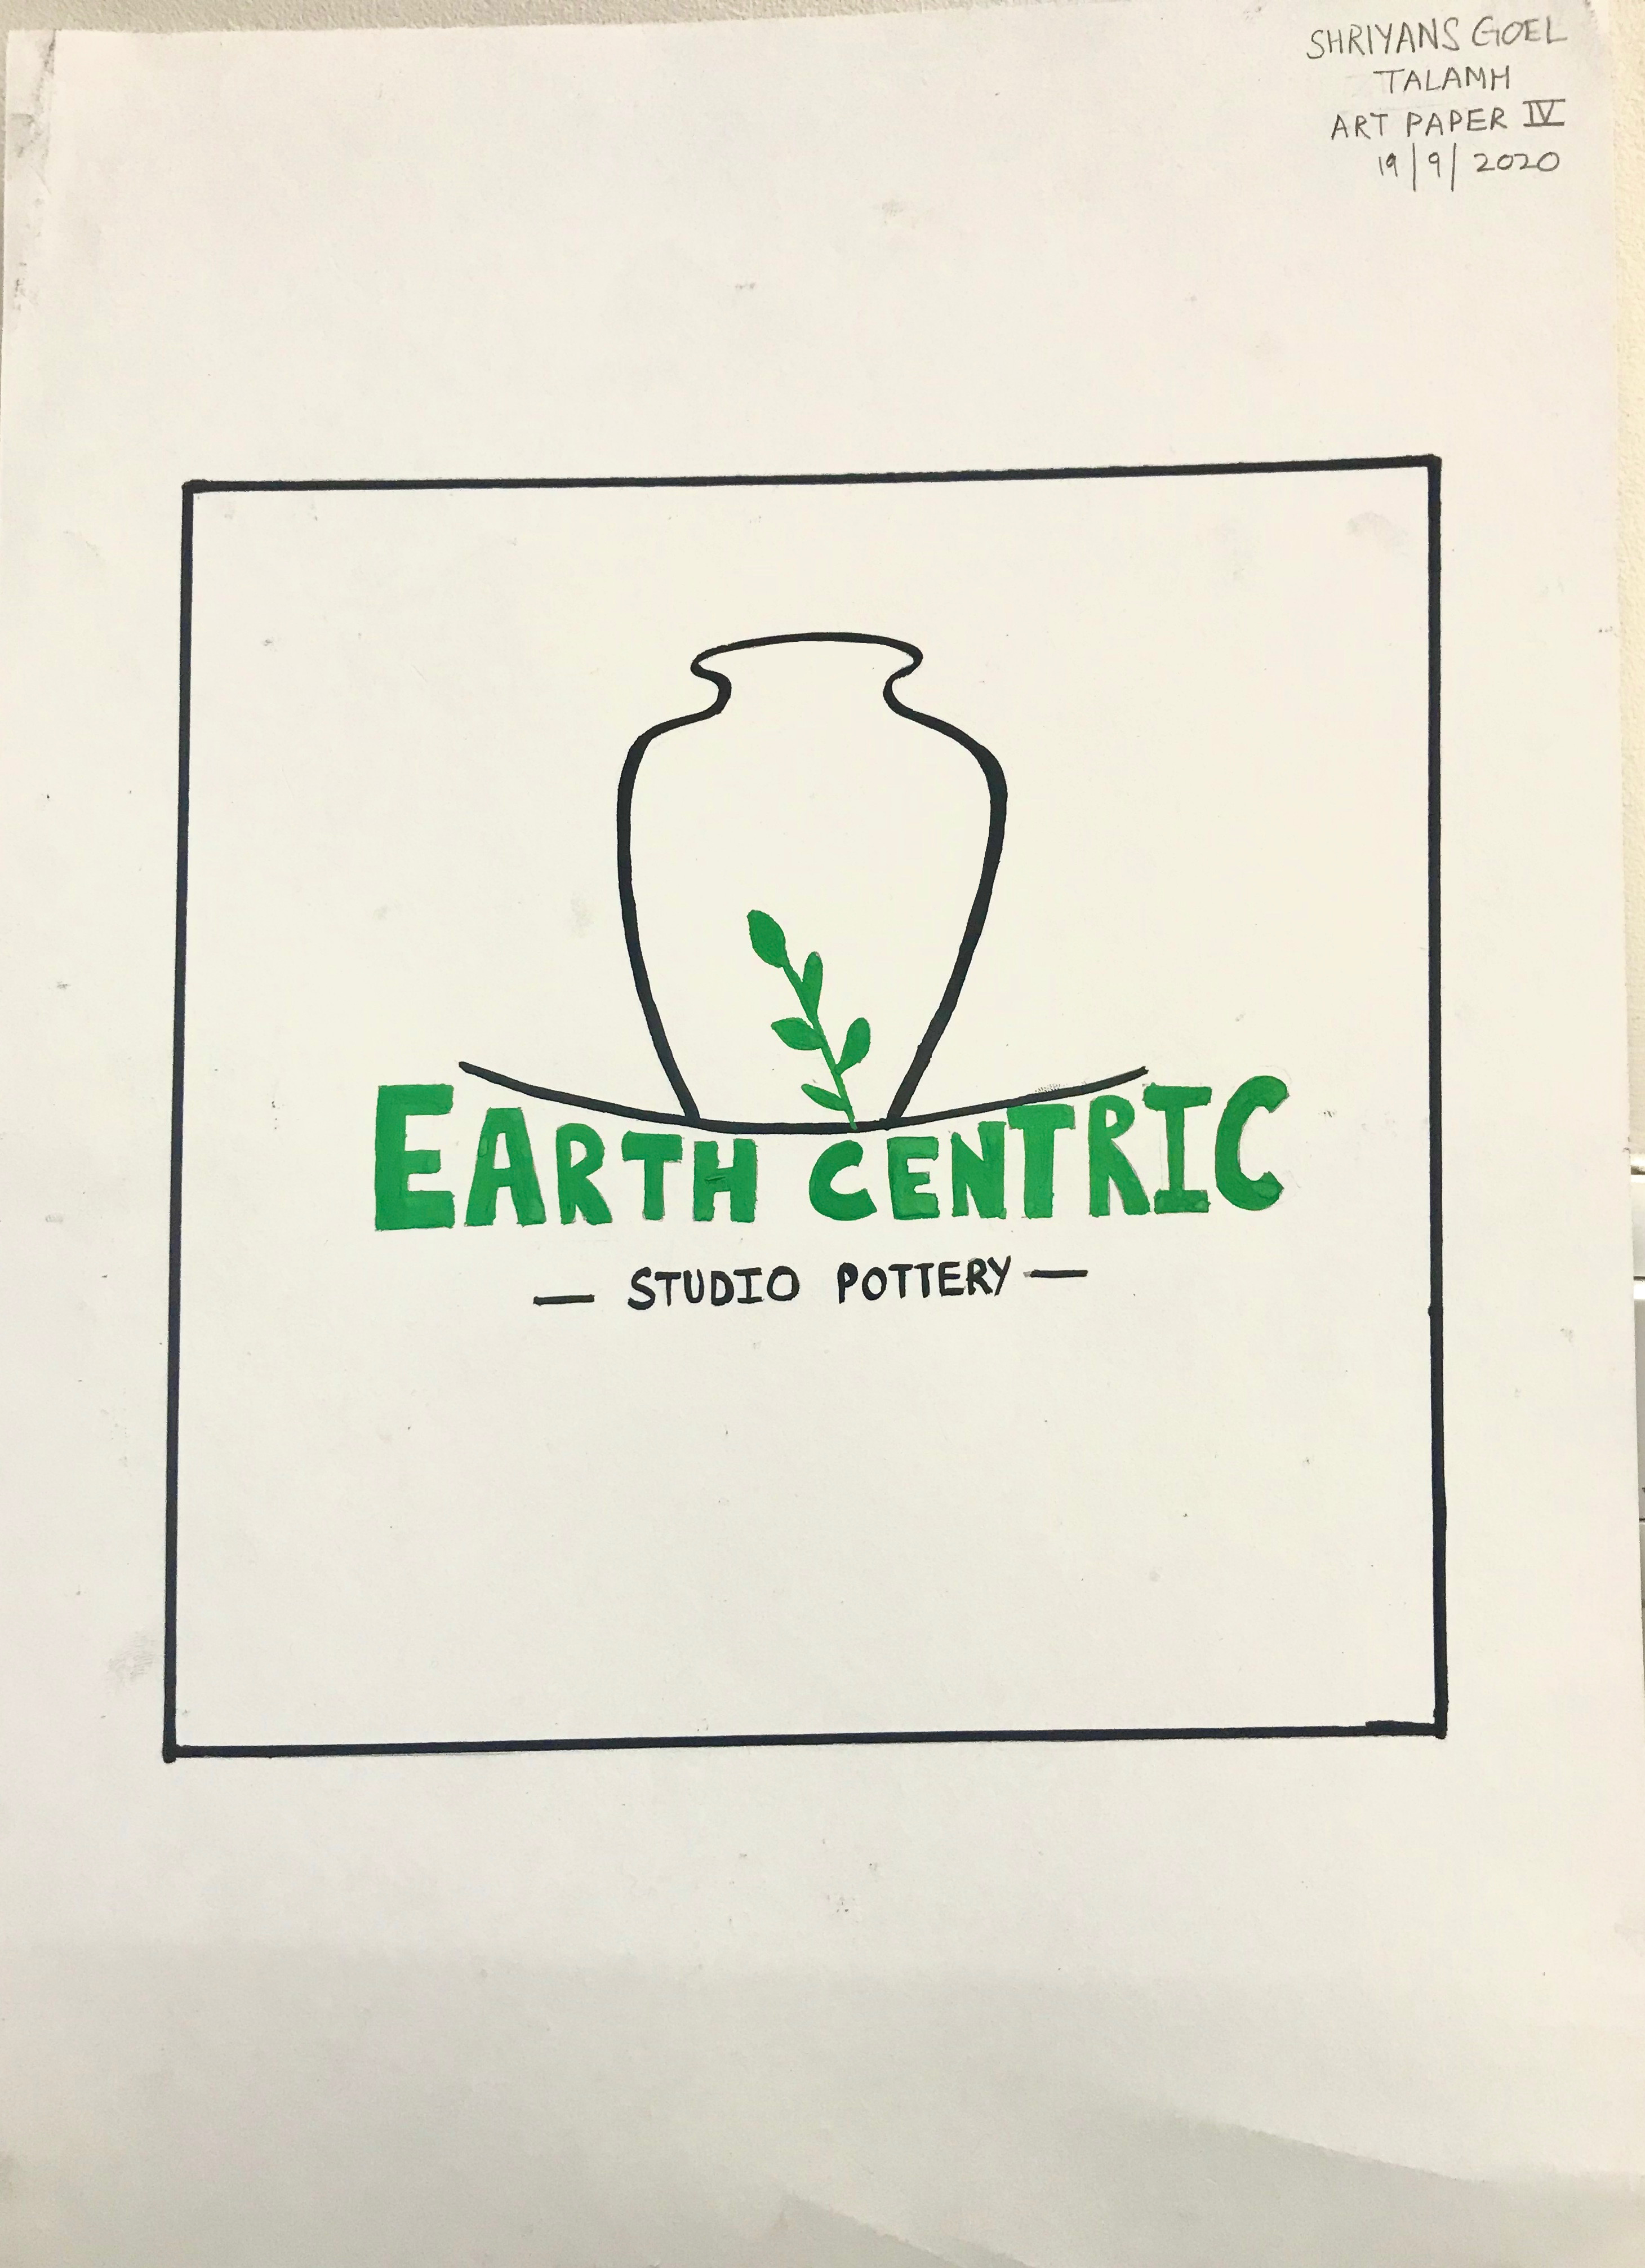 SHRIYANS GOEL
TALAMH
ART PAPER IV
19/9/2020
EARTH CENTRIC
— STUDIO POTTERY —